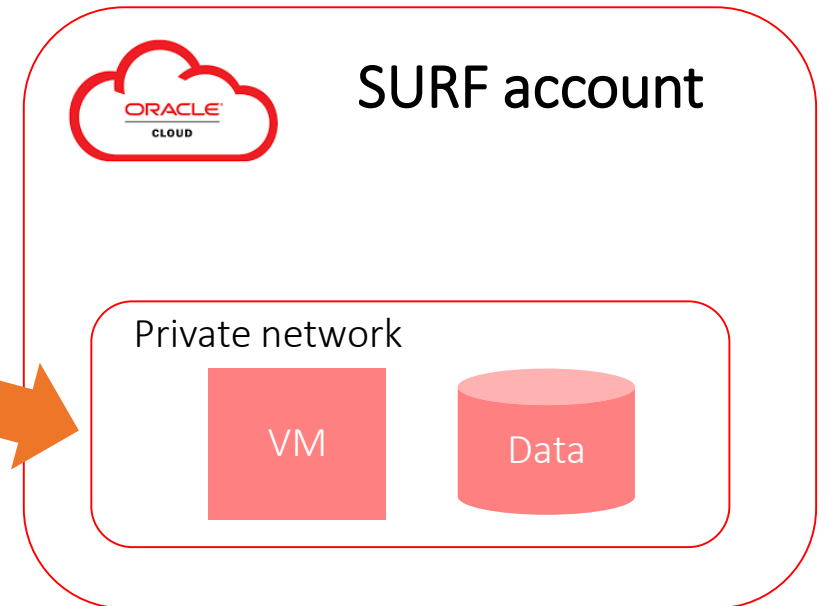 ORACLE
CLOUD
SURF account
Private network
VM
Data